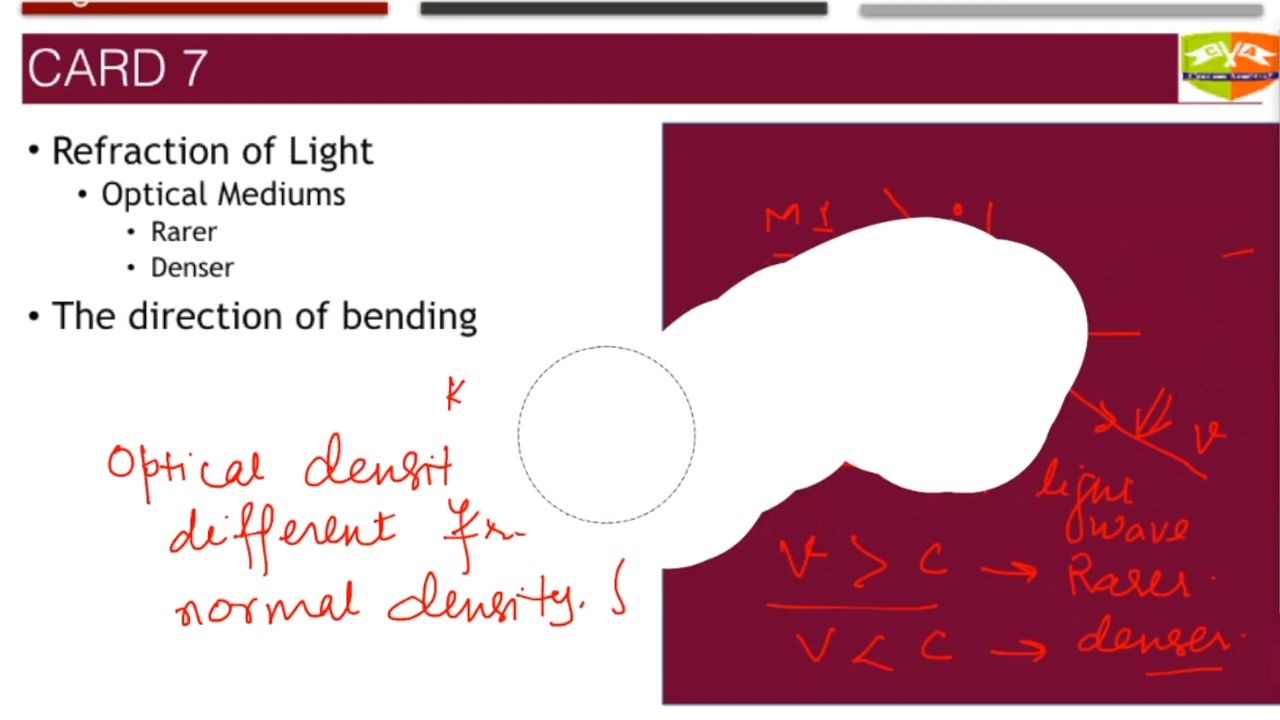 CARD 7
• Refraction of Light
• Optical Mediums
• Rarer
• Denser
• The direction of bending
Optical densit
different fr
normal density.
M1
V
light
wave
V > C → Rarer.
V < C → denser.